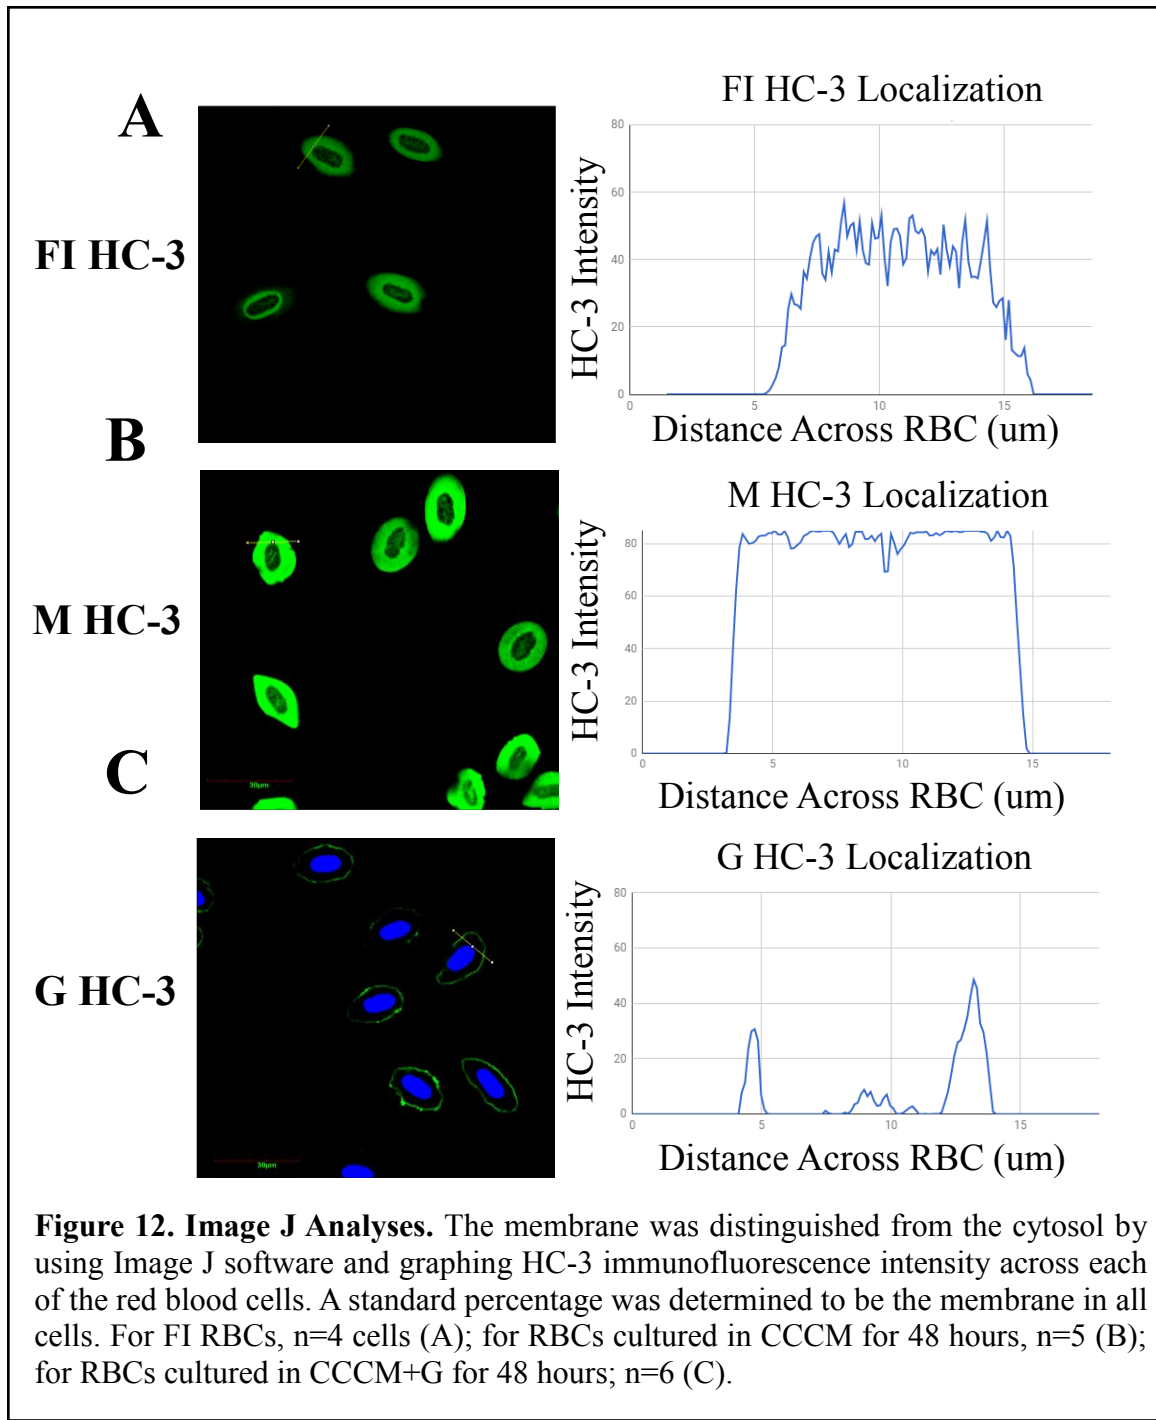 A
FI HC-3
FI HC-3 Localization
HC-3 Intensity
80
60
40
20
0
0 5 10 15
Distance Across RBC (um)
B
M HC-3
30μm
M HC-3 Localization
HC-3 Intensity
80
60
40
20
0
0 5 10 15
Distance Across RBC (um)
C
G HC-3
30μm
G HC-3 Localization
HC-3 Intensity
80
60
40
20
0
0 5 10 15
Distance Across RBC (um)
Figure 12. Image J Analyses. The membrane was distinguished from the cytosol by
using Image J software and graphing HC-3 immunofluorescence intensity across each
of the red blood cells. A standard percentage was determined to be the membrane in all
cells. For FI RBCs, n=4 cells (A); for RBCs cultured in CCCM for 48 hours, n=5 (B);
for RBCs cultured in CCCM+G for 48 hours; n=6 (C).